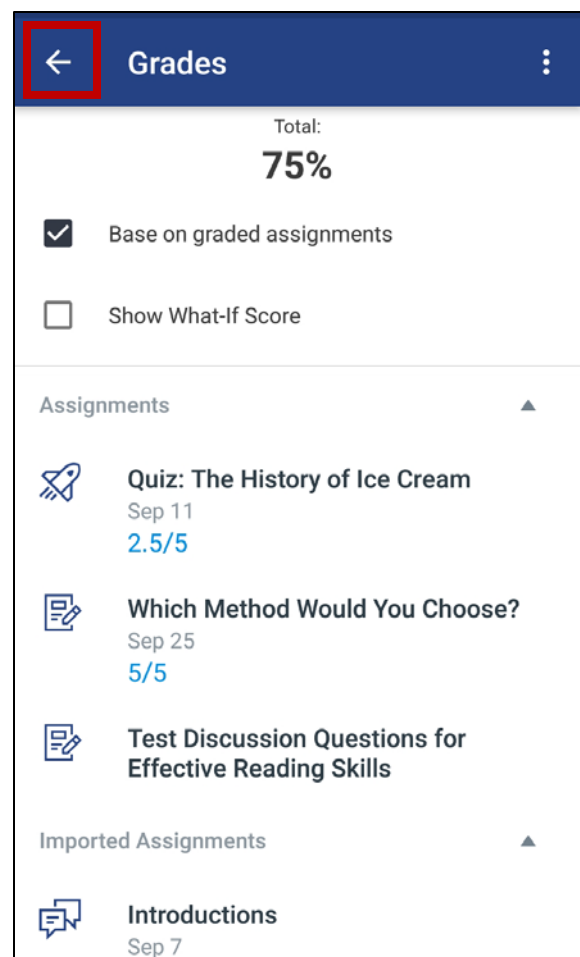 Grades
Total:
75%
Base on graded assignments
Show What-If Score
Assignments
Quiz: The History of Ice Cream
Sep 11
2.5/5
Which Method Would You Choose?
Sep 25
5/5
Test Discussion Questions for
Effective Reading Skills
Imported Assignments
Introductions
Sep 7